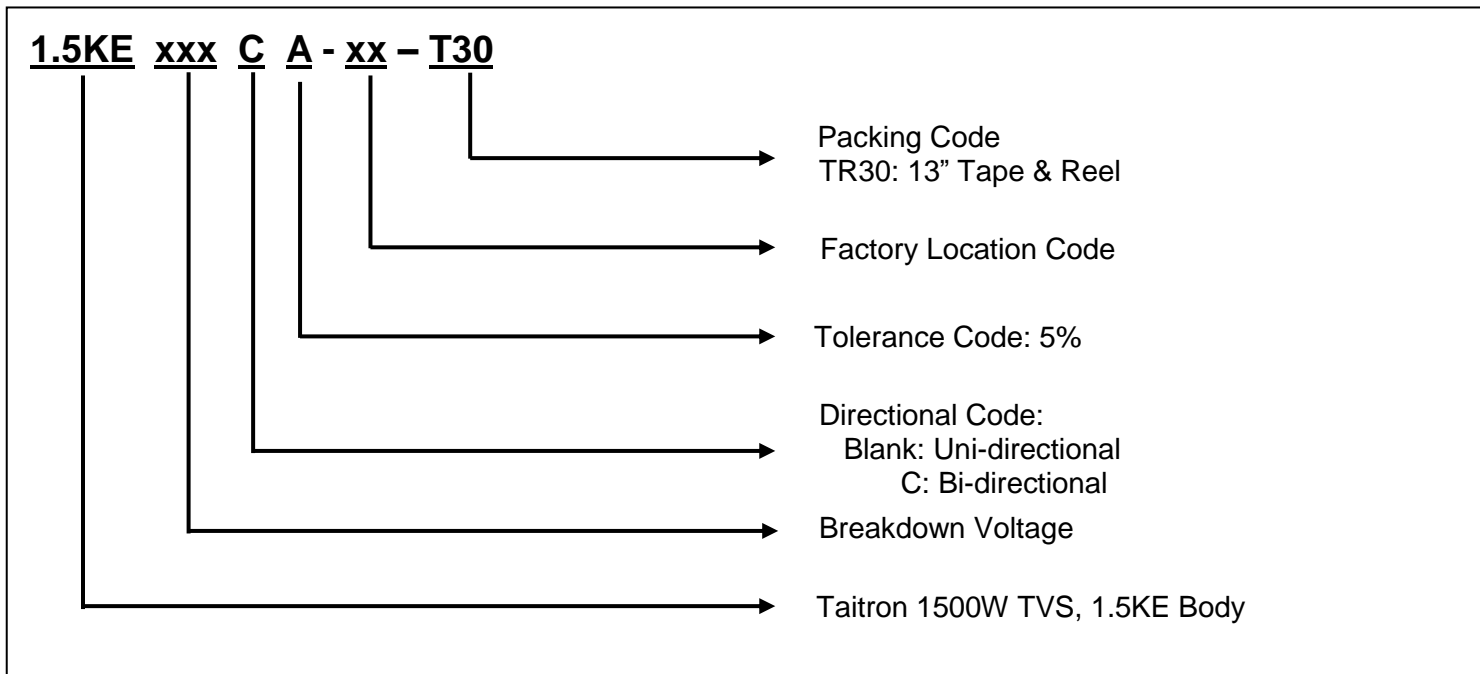 1.5KE xxx C A - xx – T30
Packing Code
TR30: 13” Tape & Reel
Factory Location Code
Tolerance Code: 5%
Directional Code:
Blank: Uni-directional
C: Bi-directional
Breakdown Voltage
Taitron 1500W TVS, 1.5KE Body